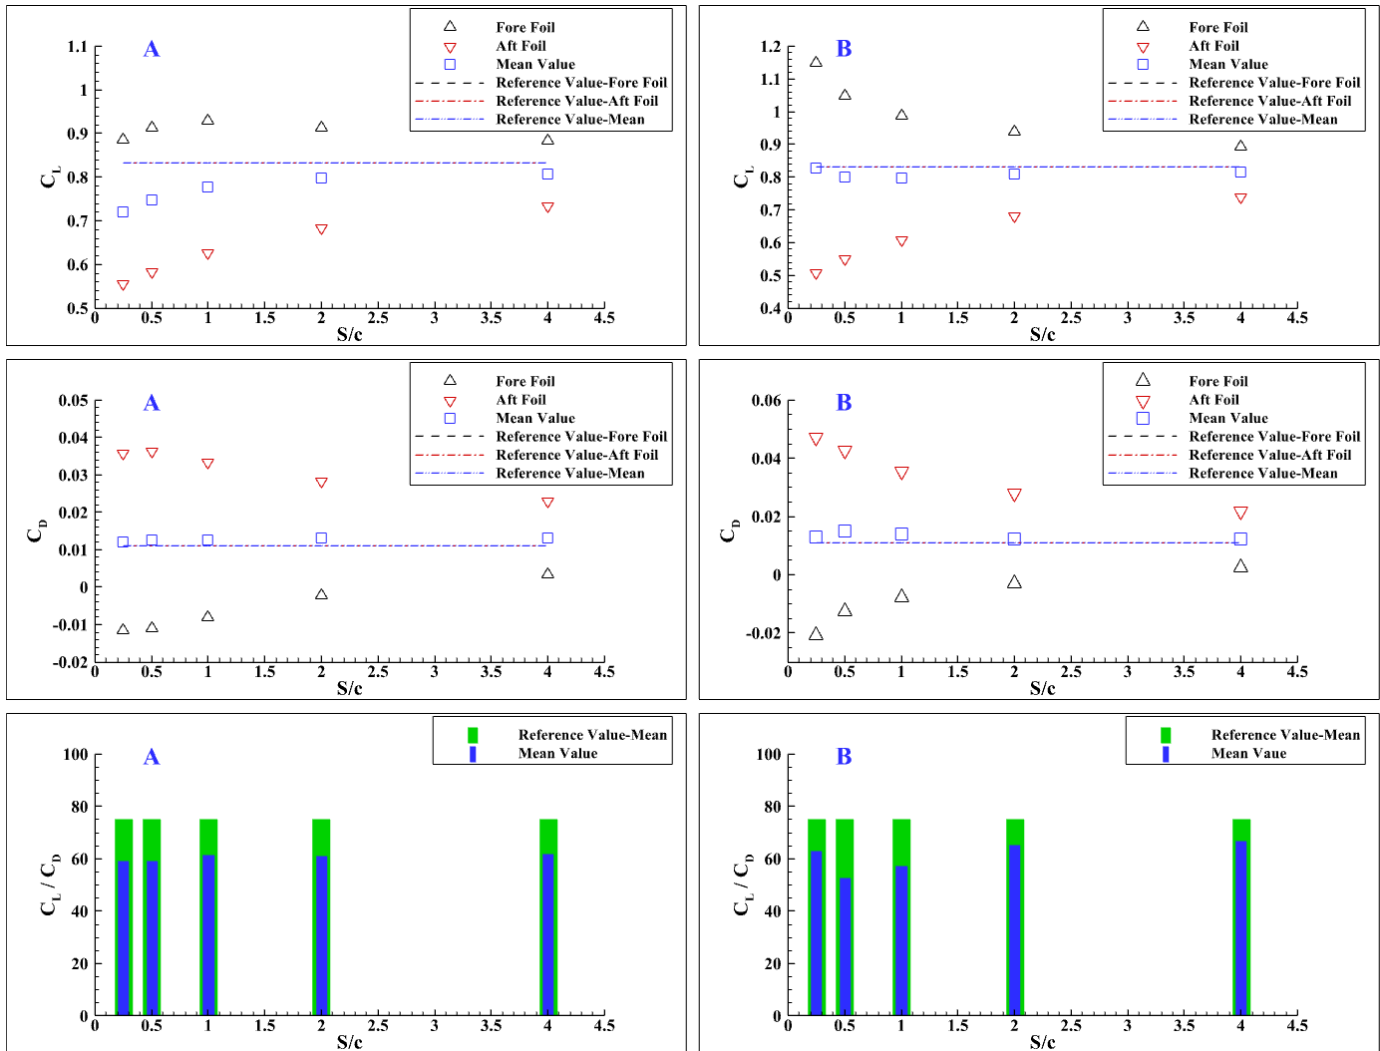 A
Fore Foil
Aft Foil
Mean Value
Reference Value-Fore Foil
Reference Value-Aft Foil
Reference Value-Mean
1.1
1
0.9
0.8
0.7
0.6
0.5
C_L
0 0.5 1 1.5 2 2.5 3 3.5 4 4.5
S/c
B
Fore Foil
Aft Foil
Mean Value
Reference Value-Fore Foil
Reference Value-Aft Foil
Reference Value-Mean
1.2
1.1
1
0.9
0.8
0.7
0.6
0.5
0.4
C_L
0 0.5 1 1.5 2 2.5 3 3.5 4 4.5
S/c
A
Fore Foil
Aft Foil
Mean Value
Reference Value-Fore Foil
Reference Value-Aft Foil
Reference Value-Mean
0.05
0.04
0.03
0.02
0.01
0
-0.01
-0.02
C_D
0 0.5 1 1.5 2 2.5 3 3.5 4 4.5
S/c
B
Fore Foil
Aft Foil
Mean Value
Reference Value-Fore Foil
Reference Value-Aft Foil
Reference Value-Mean
0.06
0.04
0.02
0
-0.02
C_D
0 0.5 1 1.5 2 2.5 3 3.5 4 4.5
S/c
A
Reference Value-Mean
Mean Value
100
80
60
40
20
0
C_L / C_D
0 0.5 1 1.5 2 2.5 3 3.5 4 4.5
S/c
B
Reference Value-Mean
Mean Vaue
100
80
60
40
20
0
C_L / C_D
0 0.5 1 1.5 2 2.5 3 3.5 4 4.5
S/c